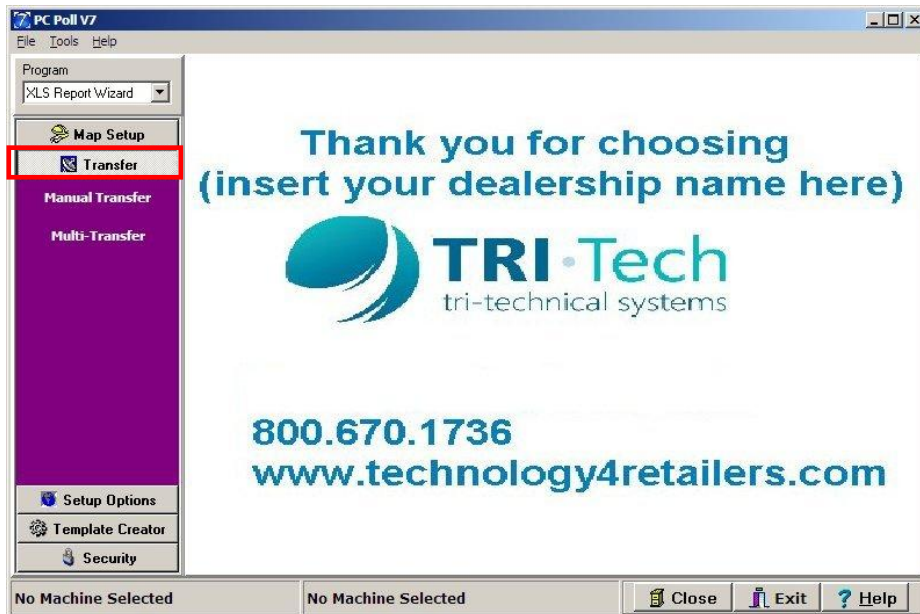 PC Poll V7
File Tools Help
Program
XLS Report Wizard
Map Setup
Transfer
Manual Transfer
Multi-Transfer
Setup Options
Template Creator
Security
Thank you for choosing
(insert your dealership name here)
TRI·Tech
tri-technical systems
800.670.1736
www.technology4retailers.com
No Machine Selected
No Machine Selected
Close
Exit
? Help